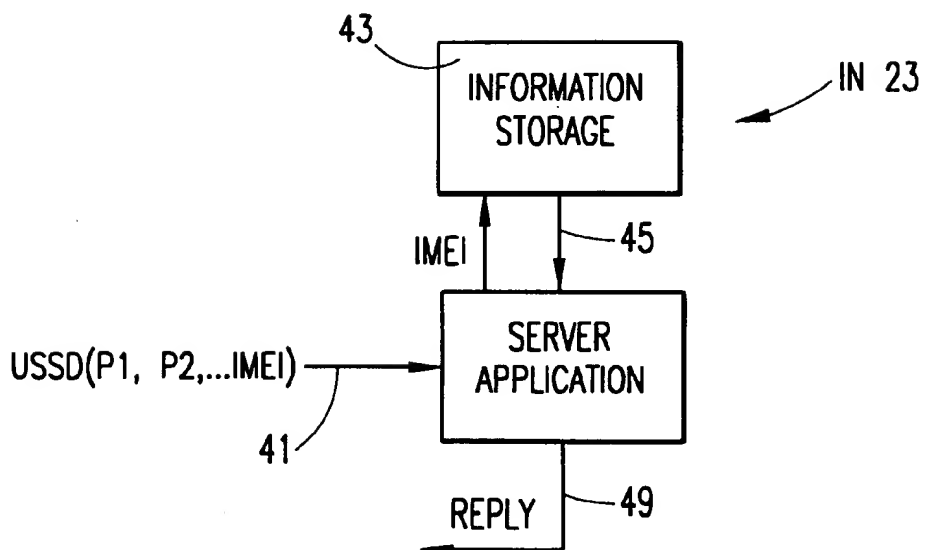 43
INFORMATION
STORAGE
IN 23
IMEI
45
USSD(P1, P2,...IMEI)
41
SERVER
APPLICATION
REPLY
49